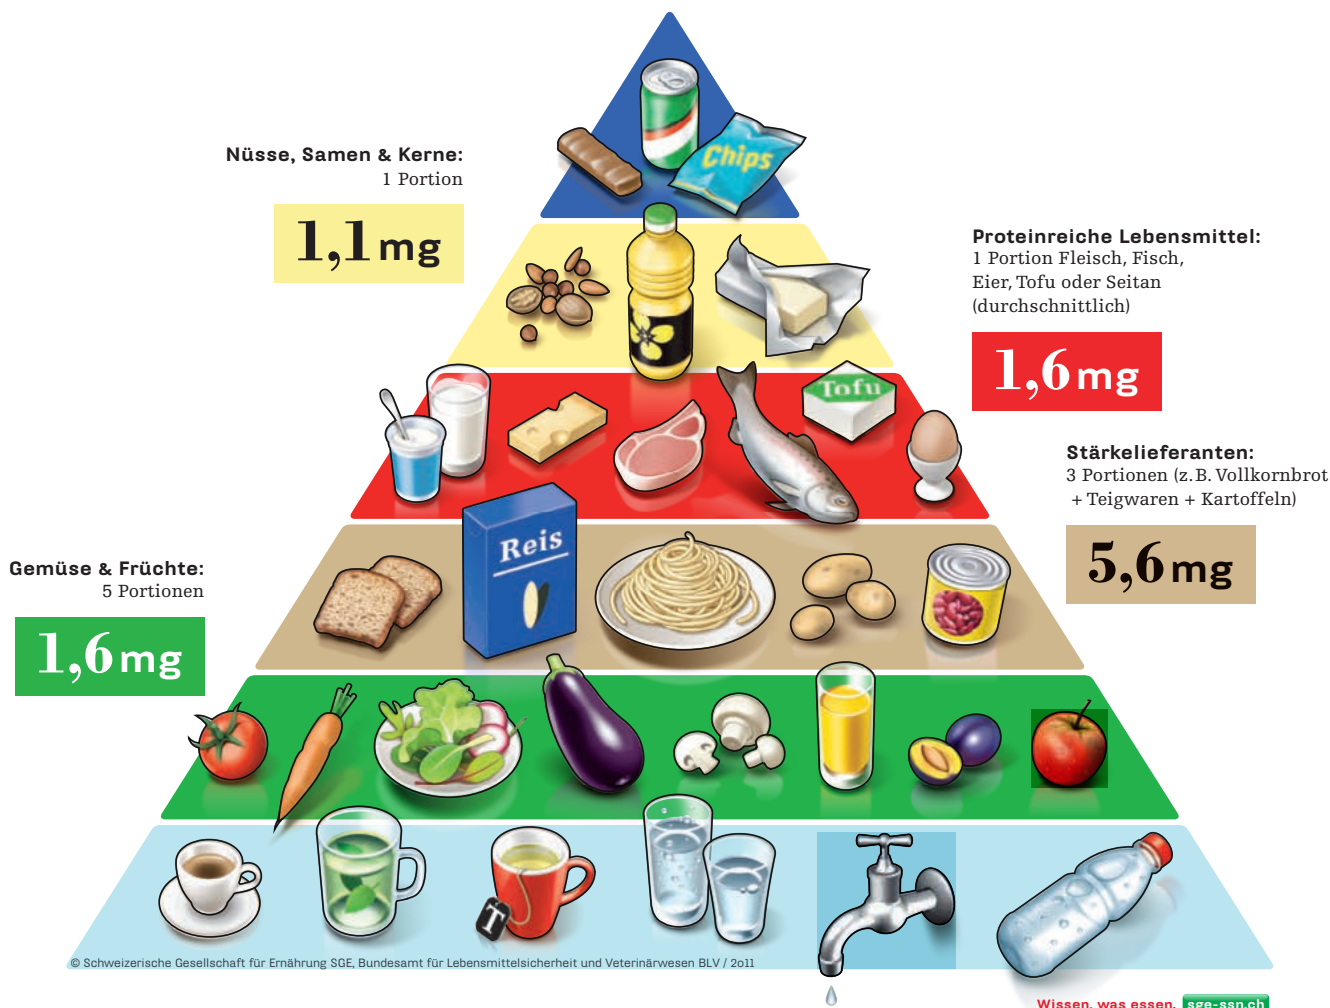 Chips
Nüsse, Samen & Kerne:
1 Portion
1,1 mg
Proteinreiche Lebensmittel:
1 Portion Fleisch, Fisch,
Eier, Tofu oder Seitan
(durchschnittlich)
1,6 mg
Tofu
Stärkelieferanten:
3 Portionen (z. B. Vollkornbrot
+ Teigwaren + Kartoffeln)
5,6 mg
Reis
Gemüse & Früchte:
5 Portionen
1,6 mg
T
© Schweizerische Gesellschaft für Ernährung SGE, Bundesamt für Lebensmittelsicherheit und Veterinärwesen BLV / 2011
Wissen, was essen. sge-ssn.ch